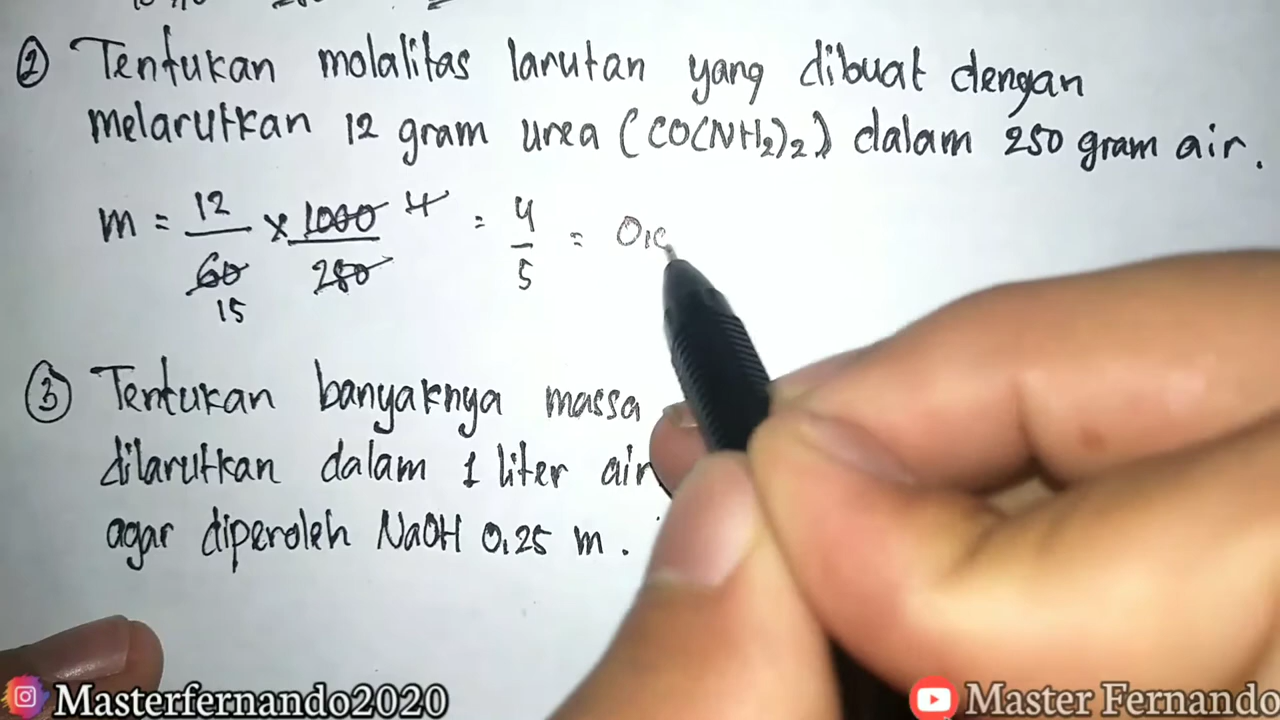 ② Tentukan molalitas larutan yang dibuat dengan
melarutkan 12 gram urea (CO(NH₂)₂) dalam 250 gram air.
m = 12/60 × 1000/250 4 = 4/5 = 0,
15
③ Tentukan banyaknya massa
dilarutkan dalam 1 liter air
agar diperoleh NaOH 0,25 m.
Masterfernando2020
Master Fernando